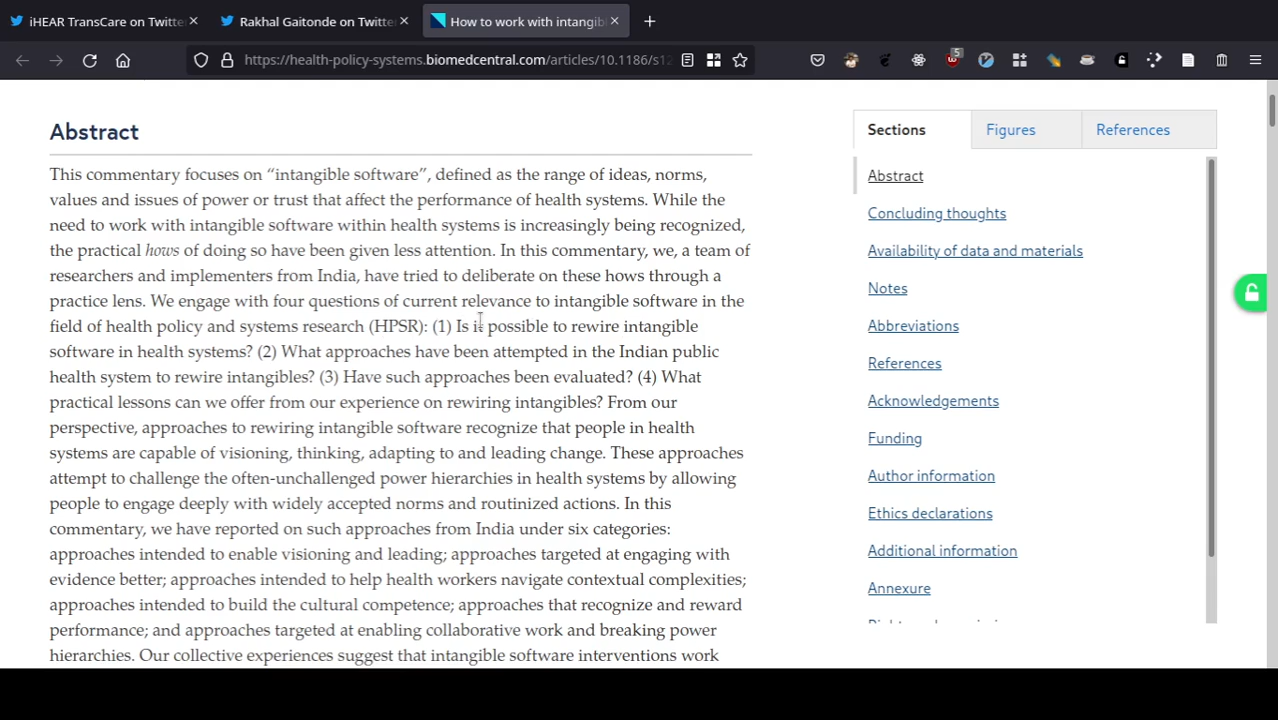 iHEAR TransCare on Twitte
Rakhal Gaitonde on Twitte
How to work with intangib
https://health-policy-systems.biomedcentral.com/articles/10.1186/s12
5
Abstract
This commentary focuses on “intangible software”, defined as the range of ideas, norms,
values and issues of power or trust that affect the performance of health systems. While the
need to work with intangible software within health systems is increasingly being recognized,
the practical hows of doing so have been given less attention. In this commentary, we, a team of
researchers and implementers from India, have tried to deliberate on these hows through a
practice lens. We engage with four questions of current relevance to intangible software in the
field of health policy and systems research (HPSR): (1) Is it possible to rewire intangible
software in health systems? (2) What approaches have been attempted in the Indian public
health system to rewire intangibles? (3) Have such approaches been evaluated? (4) What
practical lessons can we offer from our experience on rewiring intangibles? From our
perspective, approaches to rewiring intangible software recognize that people in health
systems are capable of visioning, thinking, adapting to and leading change. These approaches
attempt to challenge the often-unchallenged power hierarchies in health systems by allowing
people to engage deeply with widely accepted norms and routinized actions. In this
commentary, we have reported on such approaches from India under six categories:
approaches intended to enable visioning and leading; approaches targeted at engaging with
evidence better; approaches intended to help health workers navigate contextual complexities;
approaches intended to build the cultural competence; approaches that recognize and reward
performance; and approaches targeted at enabling collaborative work and breaking power
hierarchies. Our collective experiences suggest that intangible software interventions work
Sections
Figures
References
Abstract
Concluding thoughts
Availability of data and materials
Notes
Abbreviations
References
Acknowledgements
Funding
Author information
Ethics declarations
Additional information
Annexure